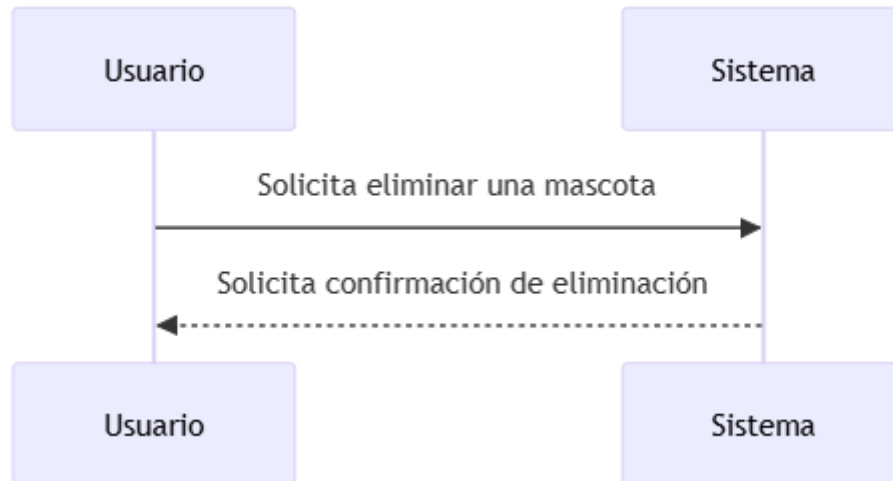 Usuario
Sistema
Solicita eliminar una mascota
Solicita confirmación de eliminación
Usuario
Sistema